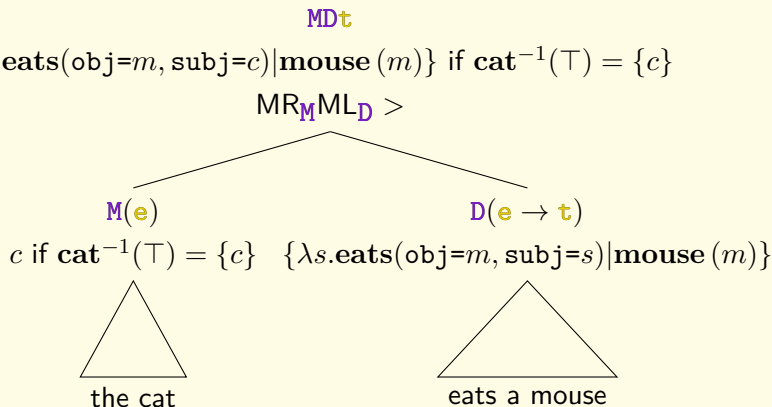 MDt
eats(obj=m, subj=c)|mouse (m)} if cat⁻¹(⊤) = {c}
MR_M ML_D >
M(e) D(e → t)
c if cat⁻¹(⊤) = {c} {λs.eats(obj=m, subj=s)|mouse (m)}
the cat eats a mouse